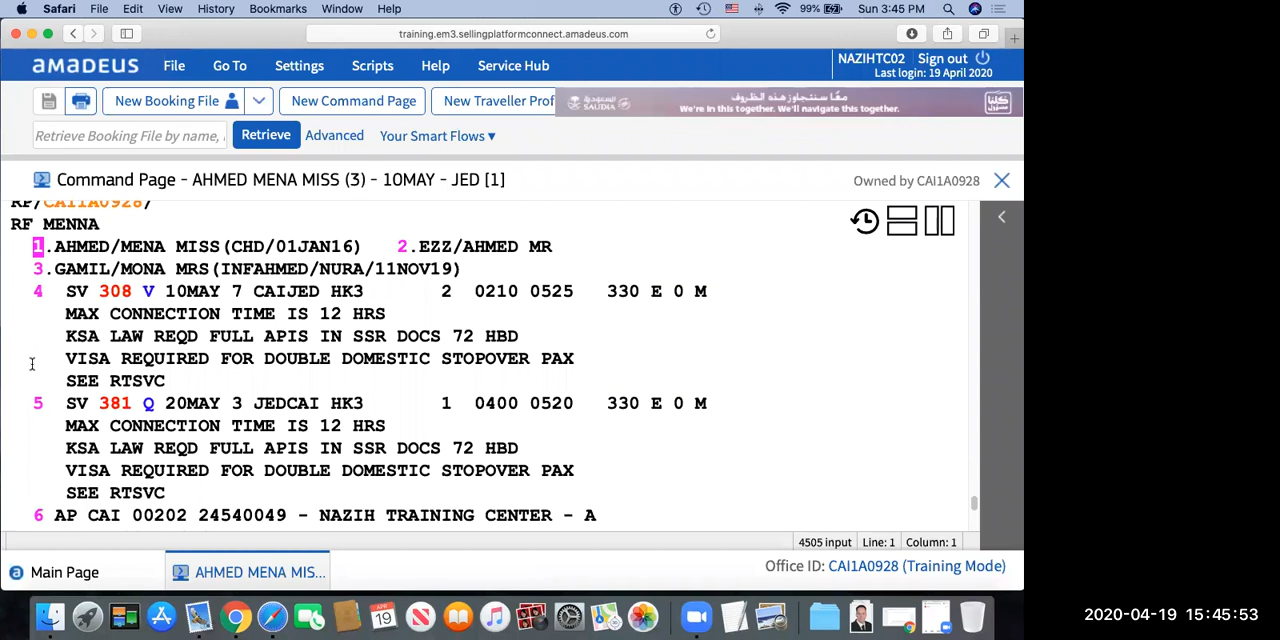 Safari File Edit View History Bookmarks Window Help 99% Sun 3:45 PM
training.em3.sellingplatformconnect.amadeus.com
amadeus File Go To Settings Scripts Help Service Hub NAZIHTC02 Sign out
Last login: 19 April 2020
New Booking File New Command Page New Traveller Prof
السعودية SAUDIA
معًا سنتجاوز هذه الظروف
We're in this together. We'll navigate this together.
كلنا مسؤول
Retrieve Booking File by name, Retrieve Advanced Your Smart Flows ▾
Command Page - AHMED MENA MISS (3) - 10MAY - JED [1] Owned by CAI1A0928
RP/CAI1A0928/
RF MENNA
1.AHMED/MENA MISS(CHD/01JAN16) 2.EZZ/AHMED MR
3.GAMIL/MONA MRS(INFAHMED/NURA/11NOV19)
4 SV 308 V 10MAY 7 CAIJED HK3 2 0210 0525 330 E 0 M
MAX CONNECTION TIME IS 12 HRS
KSA LAW REQD FULL APIS IN SSR DOCS 72 HBD
VISA REQUIRED FOR DOUBLE DOMESTIC STOPOVER PAX
SEE RTSVC
5 SV 381 Q 20MAY 3 JEDCAI HK3 1 0400 0520 330 E 0 M
MAX CONNECTION TIME IS 12 HRS
KSA LAW REQD FULL APIS IN SSR DOCS 72 HBD
VISA REQUIRED FOR DOUBLE DOMESTIC STOPOVER PAX
SEE RTSVC
6 AP CAI 00202 24540049 - NAZIH TRAINING CENTER - A
4505 input Line: 1 Column: 1
Main Page AHMED MENA MIS... Office ID: CAI1A0928 (Training Mode)
APR 19
2020-04-19 15:45:53